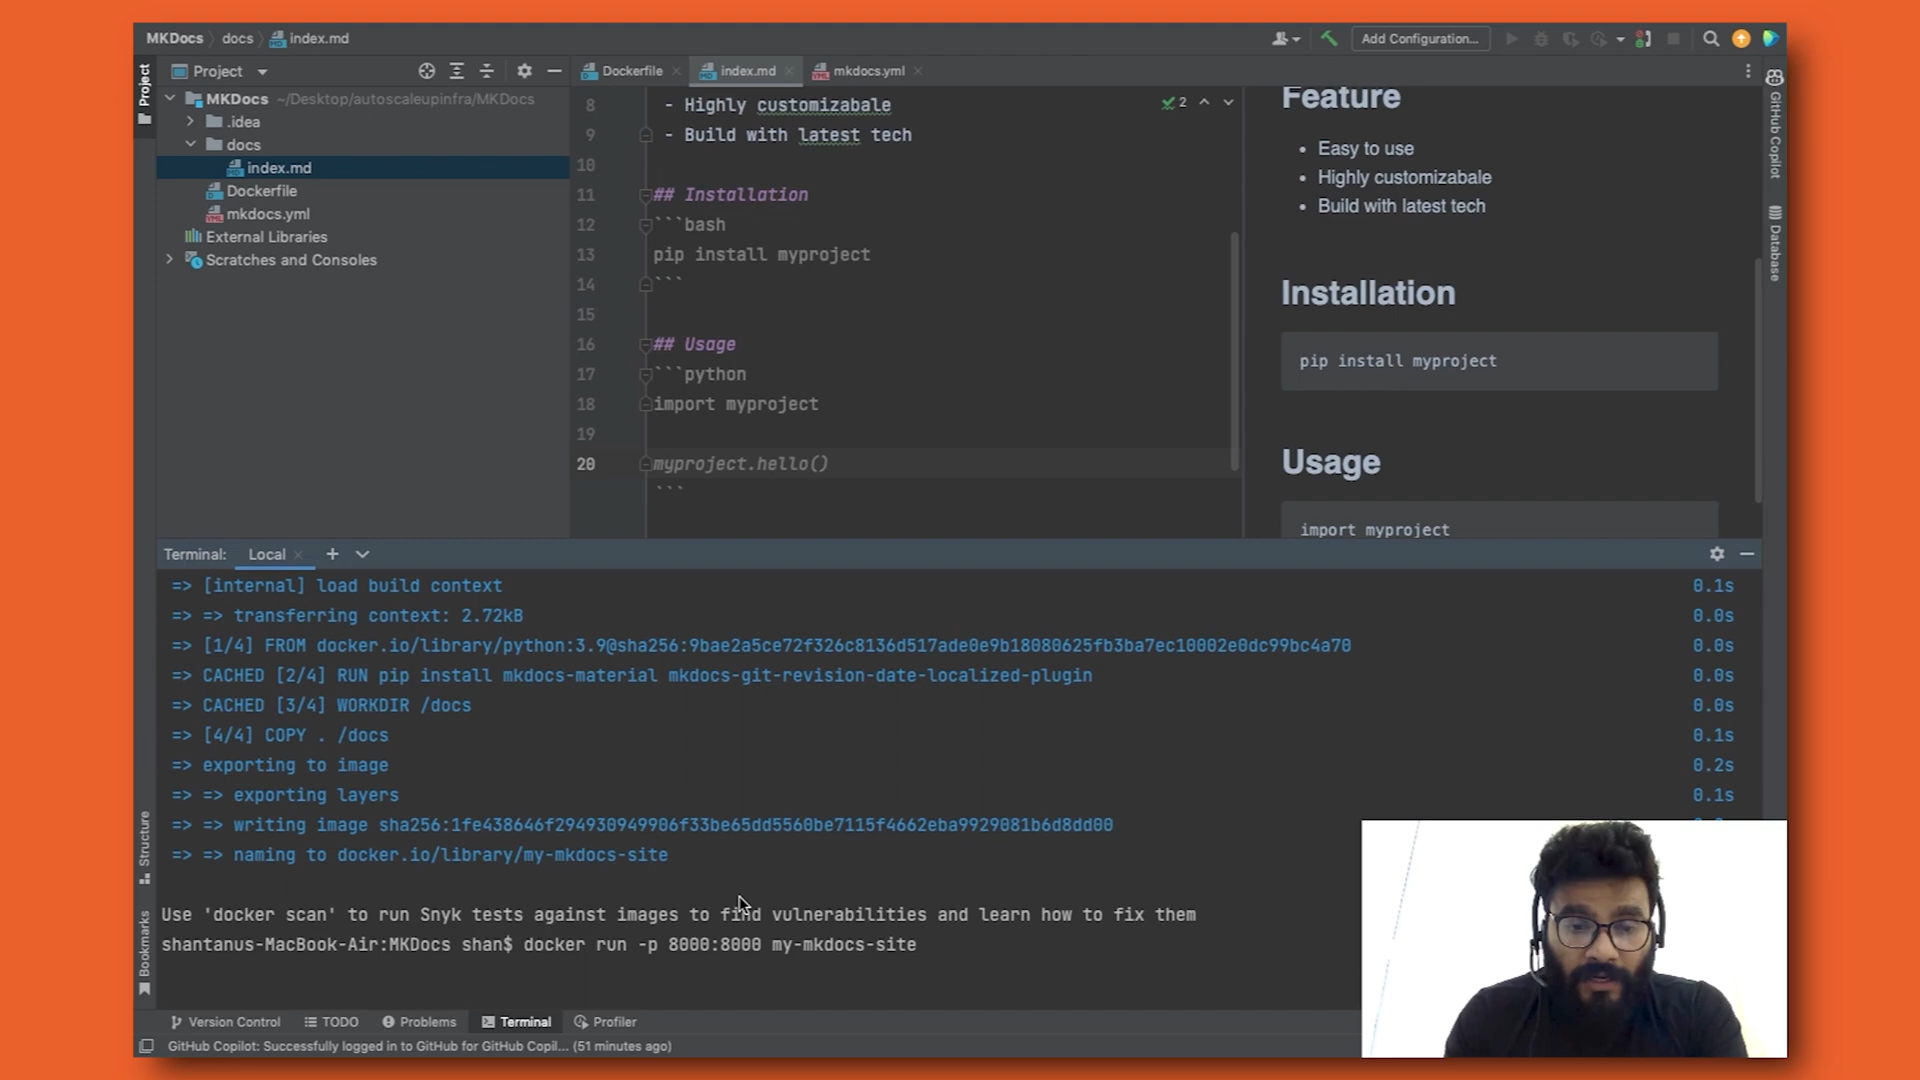 MKDocs docs index.md
Add Configuration...
Project
Project
MKDocs ~/Desktop/autoscaleupinfra/MKDocs
.idea
docs
index.md
Dockerfile
mkdocs.yml
External Libraries
Scratches and Consoles
Dockerfile
index.md
mkdocs.yml
8 - Highly customizabale
9 - Build with latest tech
10
11 ## Installation
12 ```bash
13 pip install myproject
14 ```
15
16 ## Usage
17 ```python
18 import myproject
19
20 myproject.hello()
```
2
Feature
• Easy to use
• Highly customizabale
• Build with latest tech
Installation
pip install myproject
Usage
import myproject
GitHub Copilot
Database
Terminal: Local
=> [internal] load build context 0.1s
=> => transferring context: 2.72kB 0.0s
=> [1/4] FROM docker.io/library/python:3.9@sha256:9bae2a5ce72f326c8136d517ade0e9b18080625fb3ba7ec10002e0dc99bc4a70 0.0s
=> CACHED [2/4] RUN pip install mkdocs-material mkdocs-git-revision-date-localized-plugin 0.0s
=> CACHED [3/4] WORKDIR /docs 0.0s
=> [4/4] COPY . /docs 0.1s
=> exporting to image 0.2s
=> => exporting layers 0.1s
=> => writing image sha256:1fe438646f294930949906f33be65dd5560be7115f4662eba9929081b6d8dd00
=> => naming to docker.io/library/my-mkdocs-site
Use 'docker scan' to run Snyk tests against images to find vulnerabilities and learn how to fix them
shantanus-MacBook-Air:MKDocs shan$ docker run -p 8000:8000 my-mkdocs-site
Structure
Bookmarks
Version Control
TODO
Problems
Terminal
Profiler
GitHub Copilot: Successfully logged in to GitHub for GitHub Copil... (51 minutes ago)